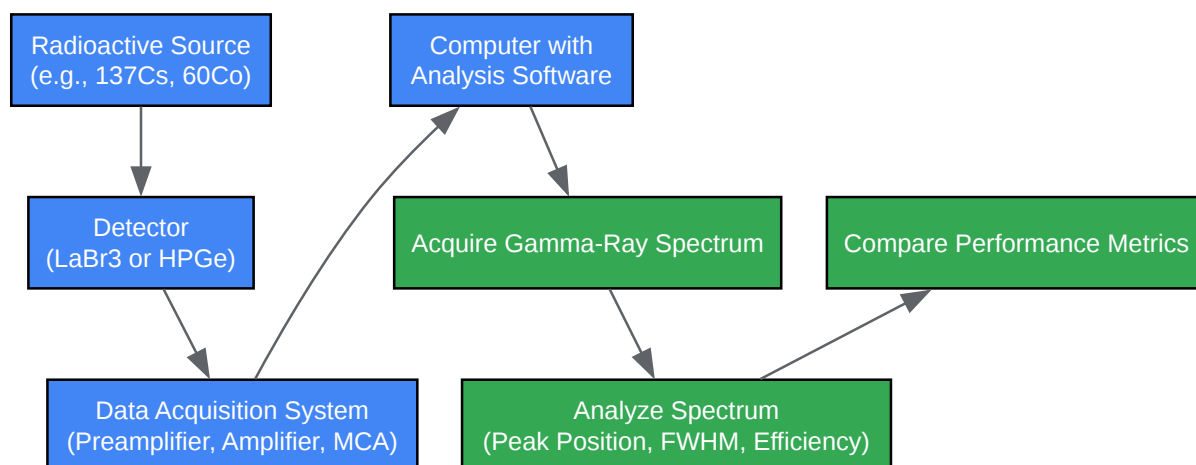 Radioactive Source
(e.g., 137Cs, 60Co)
Detector
(LaBr3 or HPGe)
Data Acquisition System
(Preamplifier, Amplifier, MCA)
Computer with
Analysis Software
Acquire Gamma-Ray Spectrum
Analyze Spectrum
(Peak Position, FWHM, Efficiency)
Compare Performance Metrics